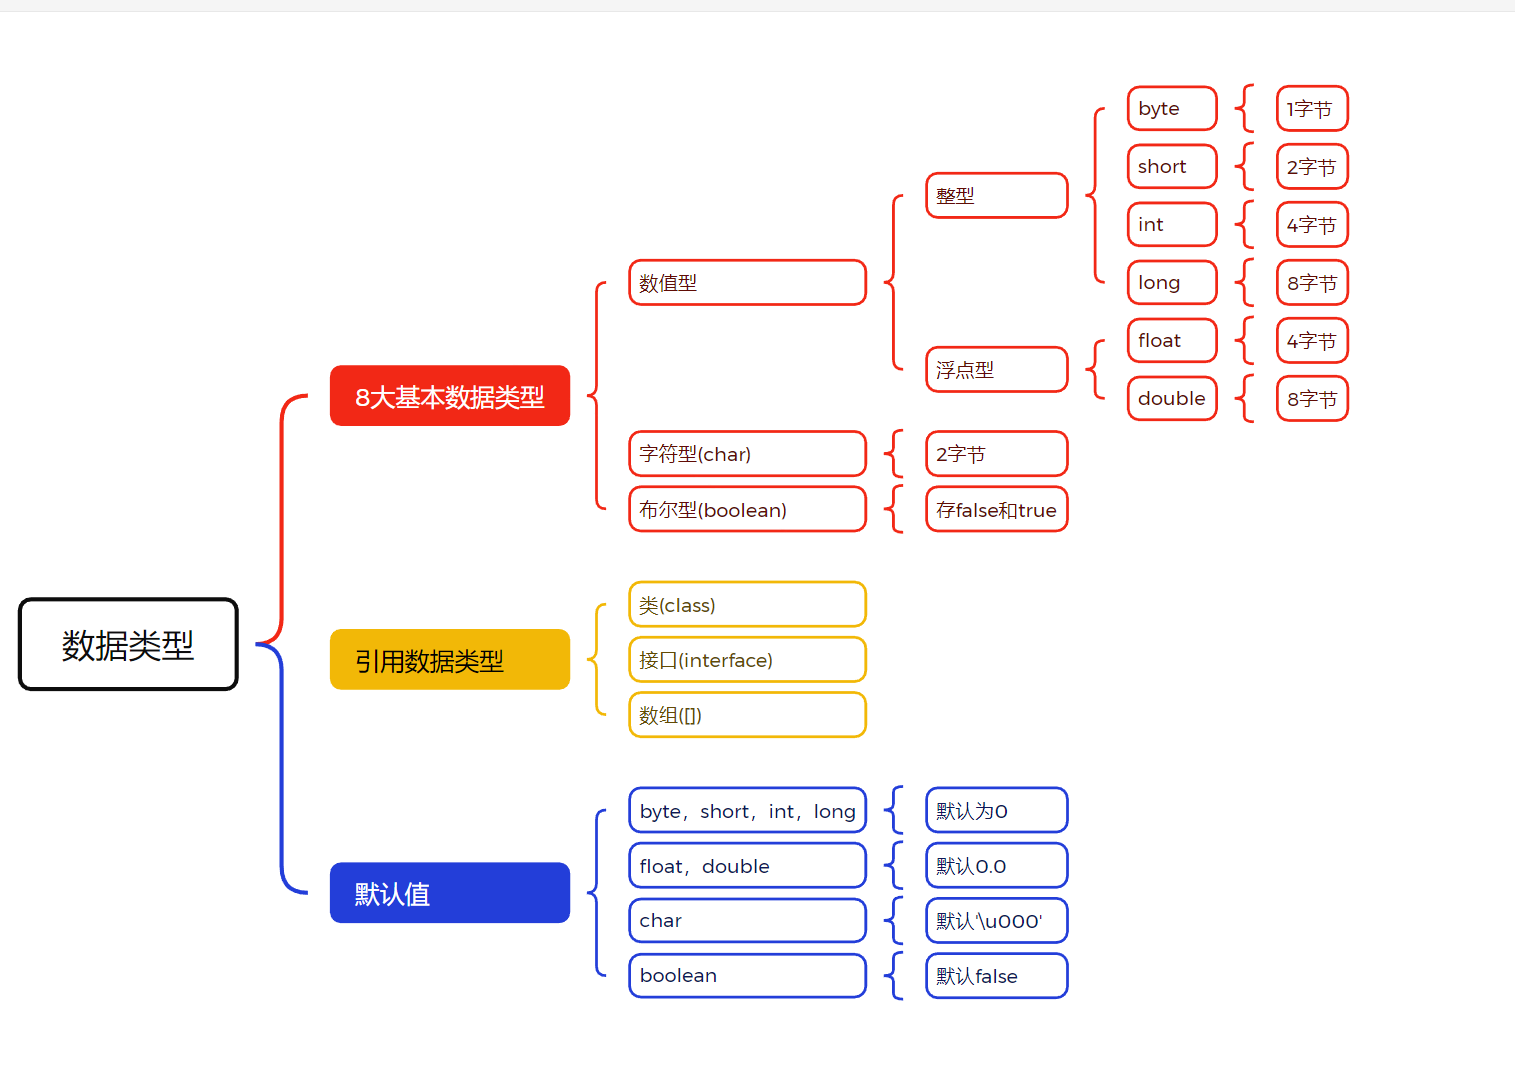 数据类型
8大基本数据类型
数值型
整型
byte
1字节
short
2字节
int
4字节
long
8字节
浮点型
float
4字节
double
8字节
字符型(char)
2字节
布尔型(boolean)
存false和true
引用数据类型
类(class)
接口(interface)
数组([])
默认值
byte，short，int，long
默认为0
float，double
默认0.0
char
默认'\u000'
boolean
默认false